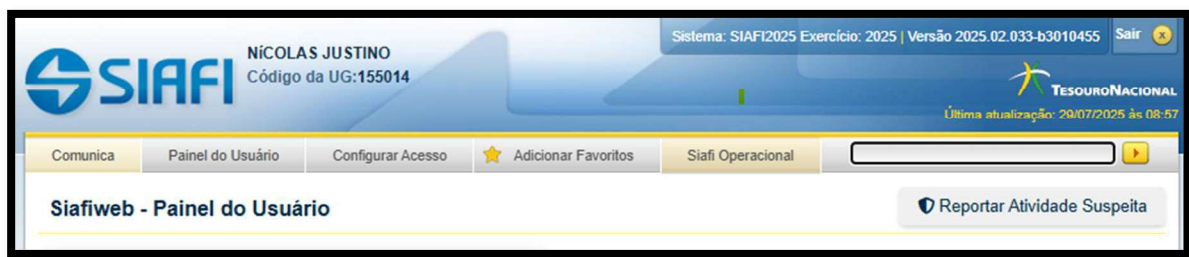 Sistema: SIAFI2025 Exercício: 2025 | Versão 2025.02.033-b3010455 Sair x
SIAFI
NíCOLAS JUSTINO
Código da UG:155014
TESOURONACIONAL
Última atualização: 29/07/2025 às 08:57
Comunica Painel do Usuário Configurar Acesso Adicionar Favoritos Siafi Operacional
Siafiweb - Painel do Usuário Reportar Atividade Suspeita